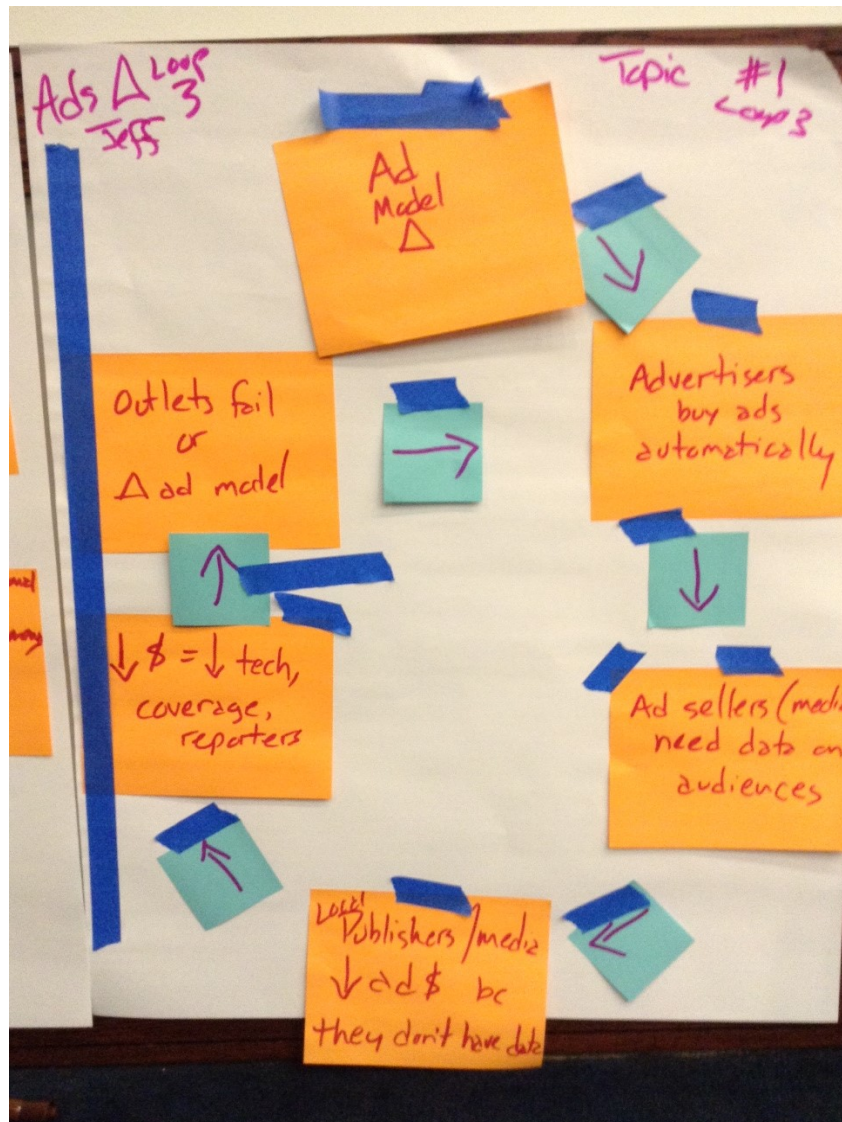 Ads Δ Loop 3
Jeff
Topic #1
Loop 3
Ad
Model
Δ
↓
Advertisers
buy ads
automatically
↓
Ad sellers (media
need data on
audiences
↙
Local
Publishers/media
↓ ad $ bc
they don't have data
↖
↓ $ = ↓ tech,
coverage,
reporters
↑
Outlets fail
or
Δ ad model
→